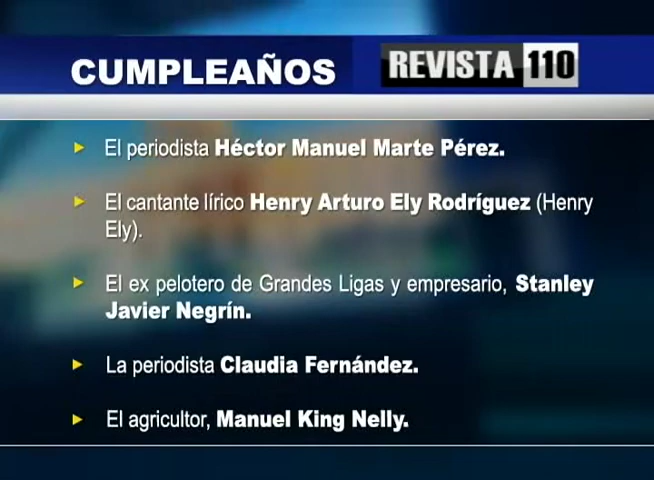 CUMPLEAÑOS
REVISTA 110
El periodista Héctor Manuel Marte Pérez.
El cantante lírico Henry Arturo Ely Rodríguez (Henry
Ely).
El ex pelotero de Grandes Ligas y empresario, Stanley
Javier Negrín.
La periodista Claudia Fernández.
El agricultor, Manuel King Nelly.